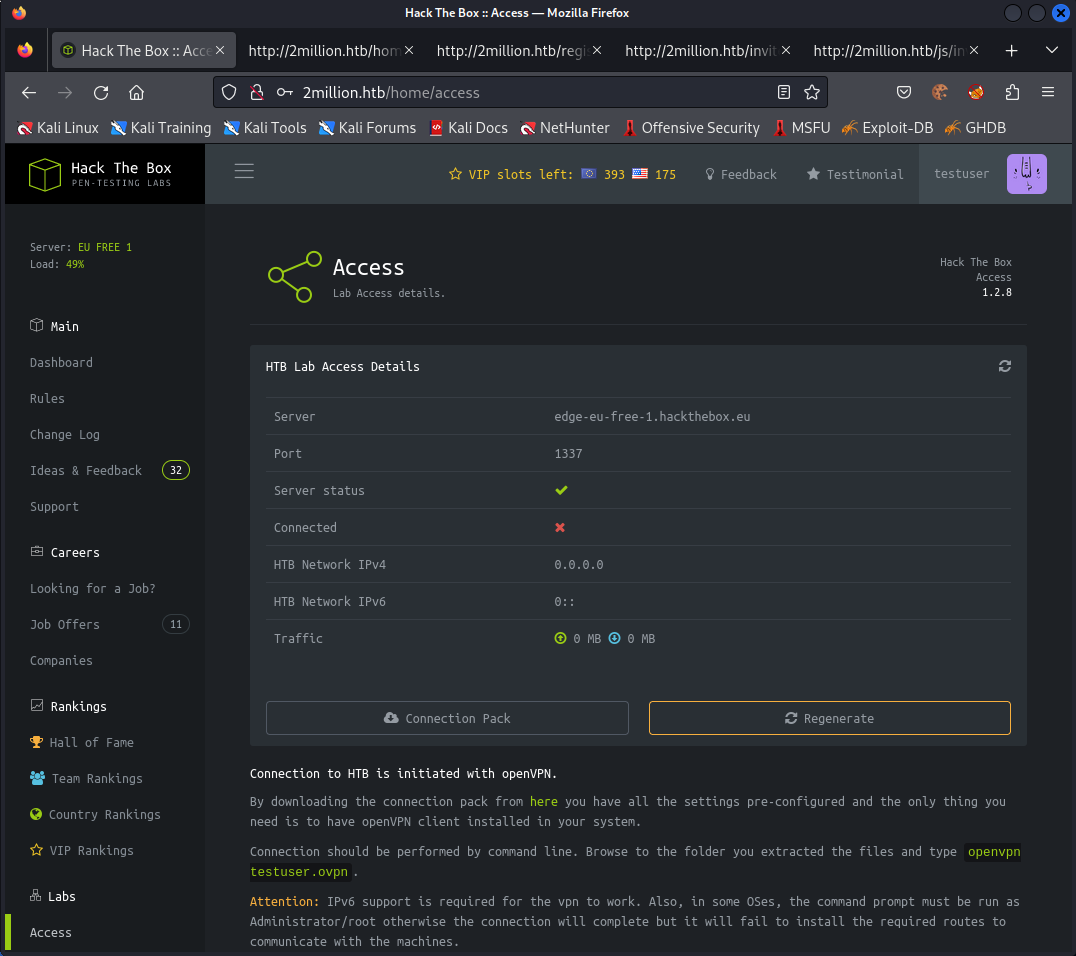 Hack The Box :: Access — Mozilla Firefox
Hack The Box :: Acce
http://2million.htb/hom
http://2million.htb/regi
http://2million.htb/invit
http://2million.htb/js/in
2million.htb/home/access
Kali Linux
Kali Training
Kali Tools
Kali Forums
Kali Docs
NetHunter
Offensive Security
MSFU
Exploit-DB
GHDB
Hack The Box
PEN-TESTING LABS
VIP slots left: 393 175
Feedback
Testimonial
testuser
Server: EU FREE 1
Load: 49%
Main
Dashboard
Rules
Change Log
Ideas & Feedback 32
Support
Careers
Looking for a Job?
Job Offers 11
Companies
Rankings
Hall of Fame
Team Rankings
Country Rankings
VIP Rankings
Labs
Access
Access
Lab Access details.
Hack The Box
Access
1.2.8
HTB Lab Access Details
Server edge-eu-free-1.hackthebox.eu
Port 1337
Server status
Connected
HTB Network IPv4 0.0.0.0
HTB Network IPv6 0::
Traffic 0 MB 0 MB
Connection Pack
Regenerate
Connection to HTB is initiated with openVPN.
By downloading the connection pack from here you have all the settings pre-configured and the only thing you
need is to have openVPN client installed in your system.
Connection should be performed by command line. Browse to the folder you extracted the files and type openvpn
testuser.ovpn.
Attention: IPv6 support is required for the vpn to work. Also, in some OSes, the command prompt must be run as
Administrator/root otherwise the connection will complete but it will fail to install the required routes to
communicate with the machines.